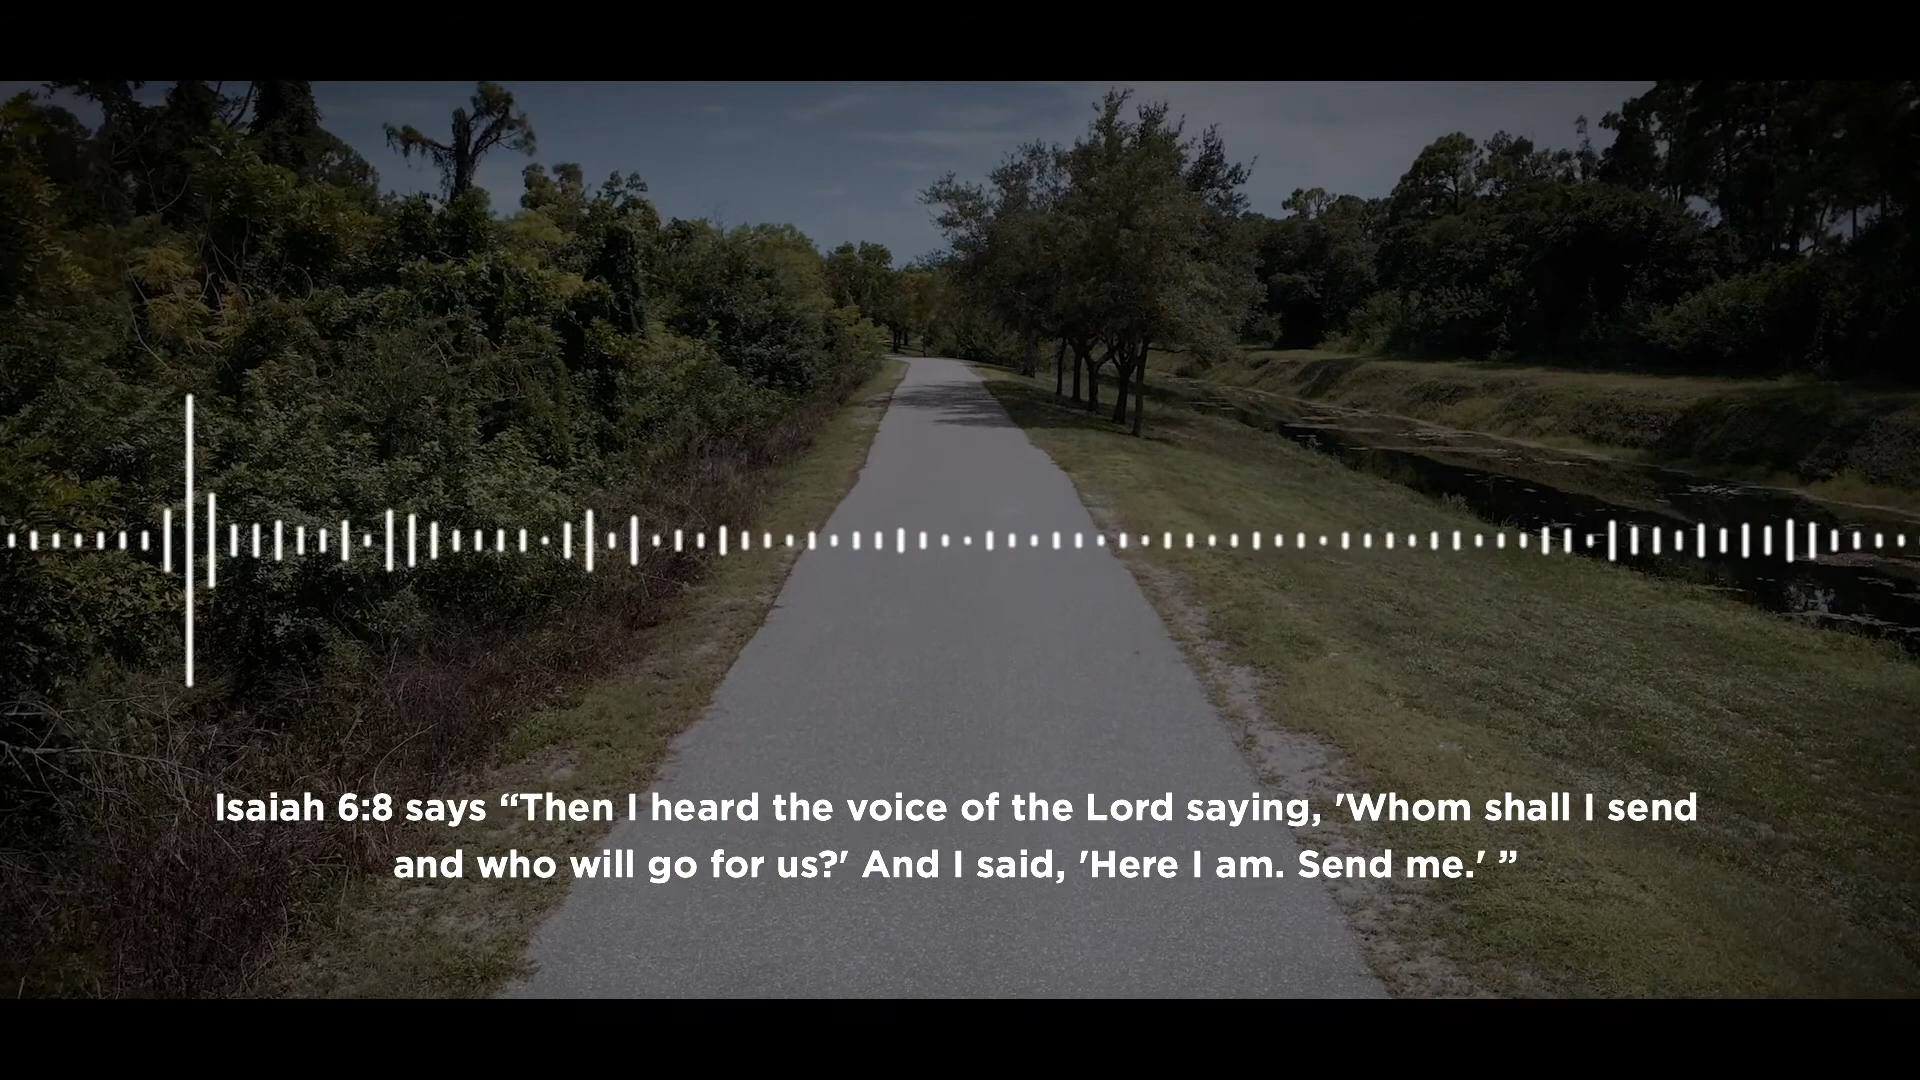 Isaiah 6:8 says “Then I heard the voice of the Lord saying, 'Whom shall I send
and who will go for us?' And I said, 'Here I am. Send me.' ”